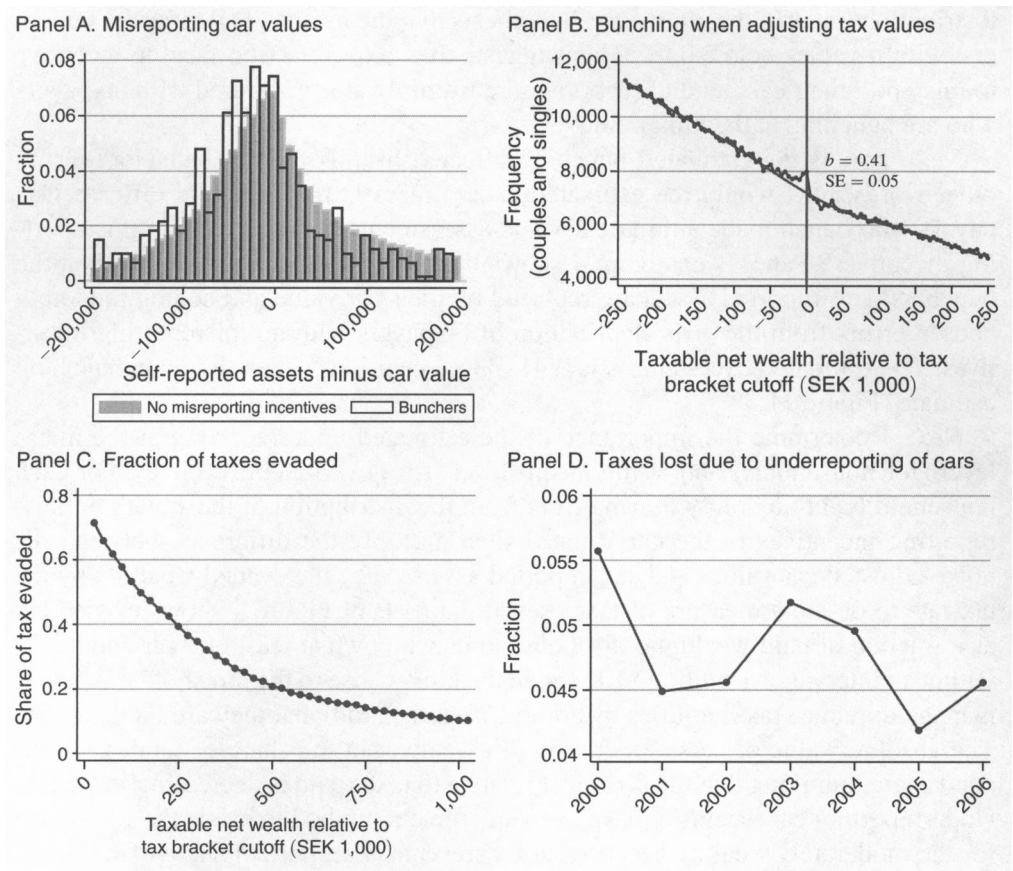 Panel A. Misreporting car values
0.08
0.06
0.04
0.02
0
Fraction
−200,000
−100,000
0
100,000
200,000
Self-reported assets minus car value
No misreporting incentives
Bunchers
Panel B. Bunching when adjusting tax values
12,000
10,000
8,000
6,000
4,000
Frequency
(couples and singles)
b = 0.41
SE = 0.05
−250
−200
−150
−100
−50
0
50
100
150
200
250
Taxable net wealth relative to tax
bracket cutoff (SEK 1,000)
Panel C. Fraction of taxes evaded
0.8
0.6
0.4
0.2
0
Share of tax evaded
250
500
750
1,000
Taxable net wealth relative to
tax bracket cutoff (SEK 1,000)
Panel D. Taxes lost due to underreporting of cars
0.06
0.055
0.05
0.045
0.04
Fraction
2000
2001
2002
2003
2004
2005
2006